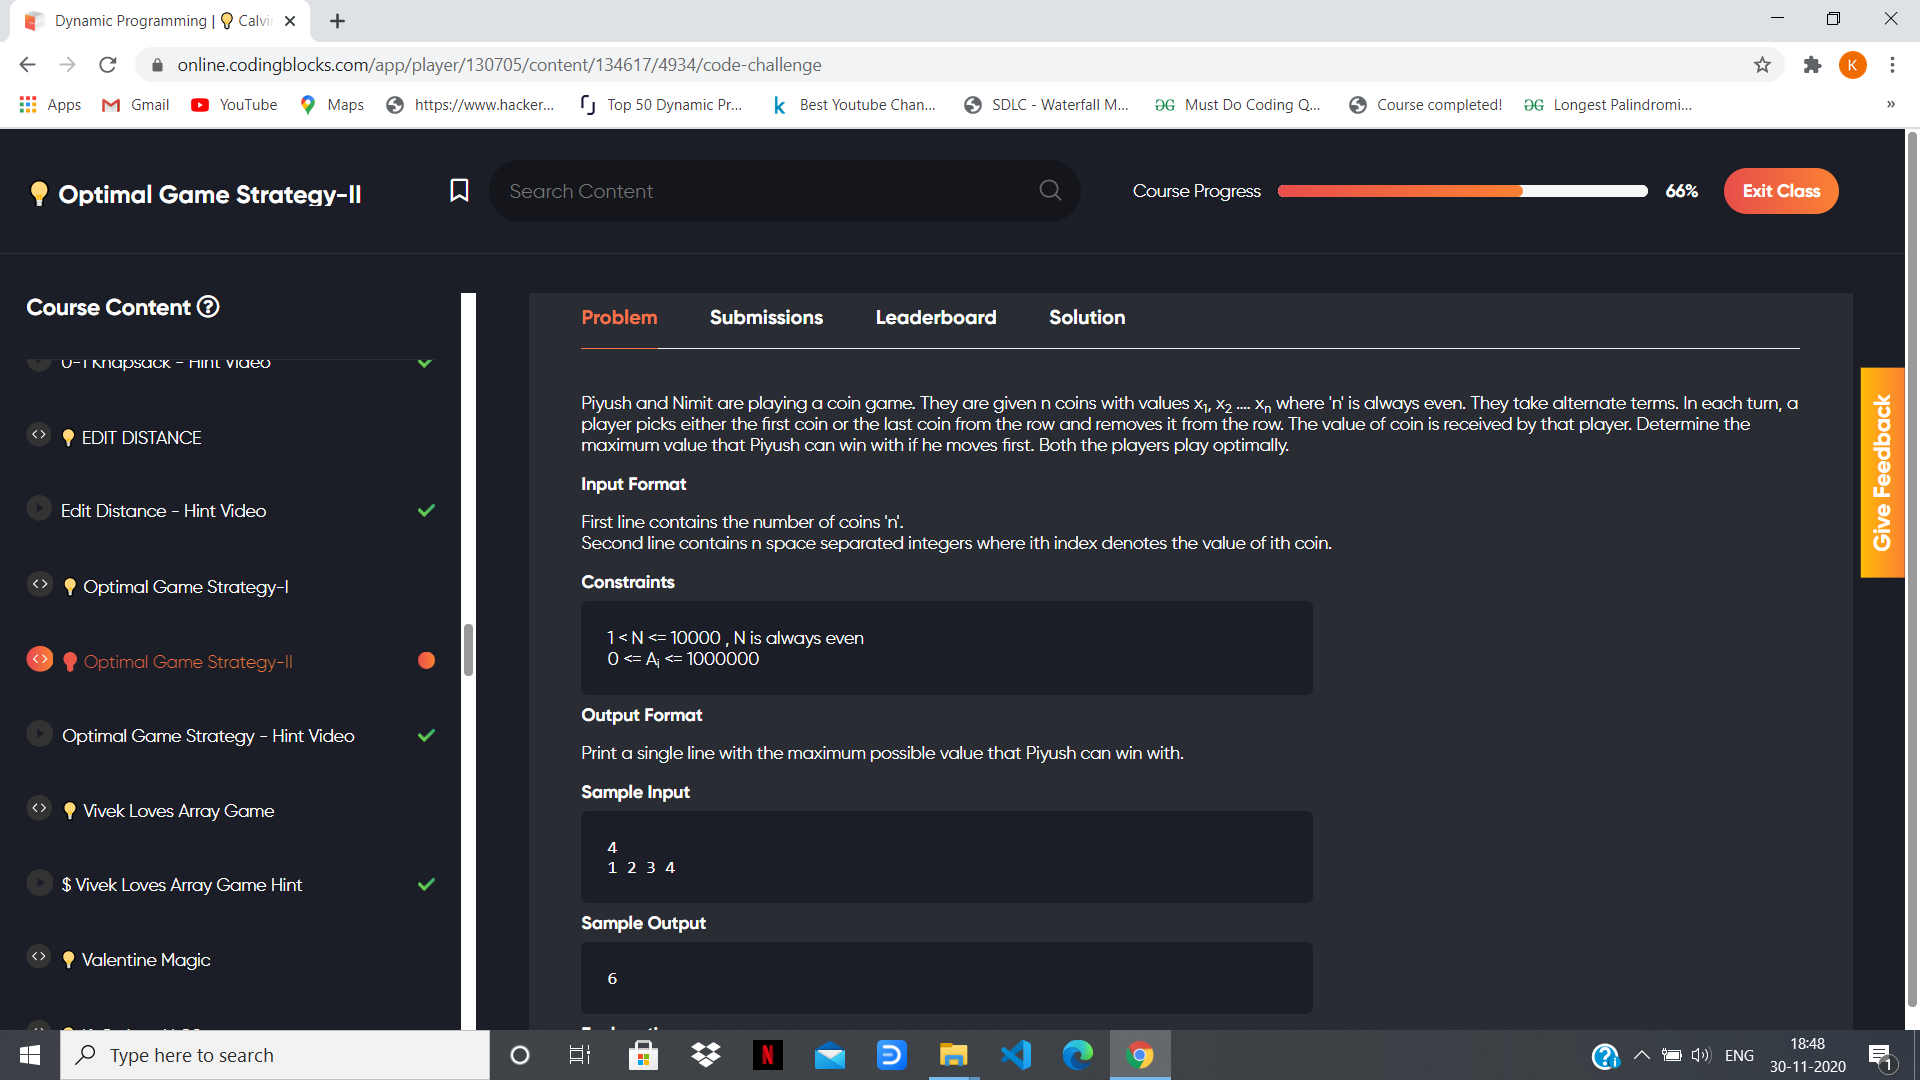 Dynamic Programming | Calvi
online.codingblocks.com/app/player/130705/content/134617/4934/code-challenge
K
Apps
Gmail
YouTube
Maps
https://www.hacker...
Top 50 Dynamic Pr...
Best Youtube Chan...
SDLC - Waterfall M...
Must Do Coding Q...
Course completed!
Longest Palindromi...
»
Optimal Game Strategy-II
Search Content
Course Progress
66%
Exit Class
Course Content
0-1 Knapsack - Hint Video
EDIT DISTANCE
Edit Distance - Hint Video
Optimal Game Strategy-I
Optimal Game Strategy-II
Optimal Game Strategy - Hint Video
Vivek Loves Array Game
$ Vivek Loves Array Game Hint
Valentine Magic
Problem
Submissions
Leaderboard
Solution
Piyush and Nimit are playing a coin game. They are given n coins with values x1, x2 .... xn where 'n' is always even. They take alternate terms. In each turn, a
player picks either the first coin or the last coin from the row and removes it from the row. The value of coin is received by that player. Determine the
maximum value that Piyush can win with if he moves first. Both the players play optimally.
Input Format
First line contains the number of coins 'n'.
Second line contains n space separated integers where ith index denotes the value of ith coin.
Constraints
1 < N <= 10000 , N is always even
0 <= Ai <= 1000000
Output Format
Print a single line with the maximum possible value that Piyush can win with.
Sample Input
4
1 2 3 4
Sample Output
6
Give Feedback
Type here to search
ENG
18:48
30-11-2020
1